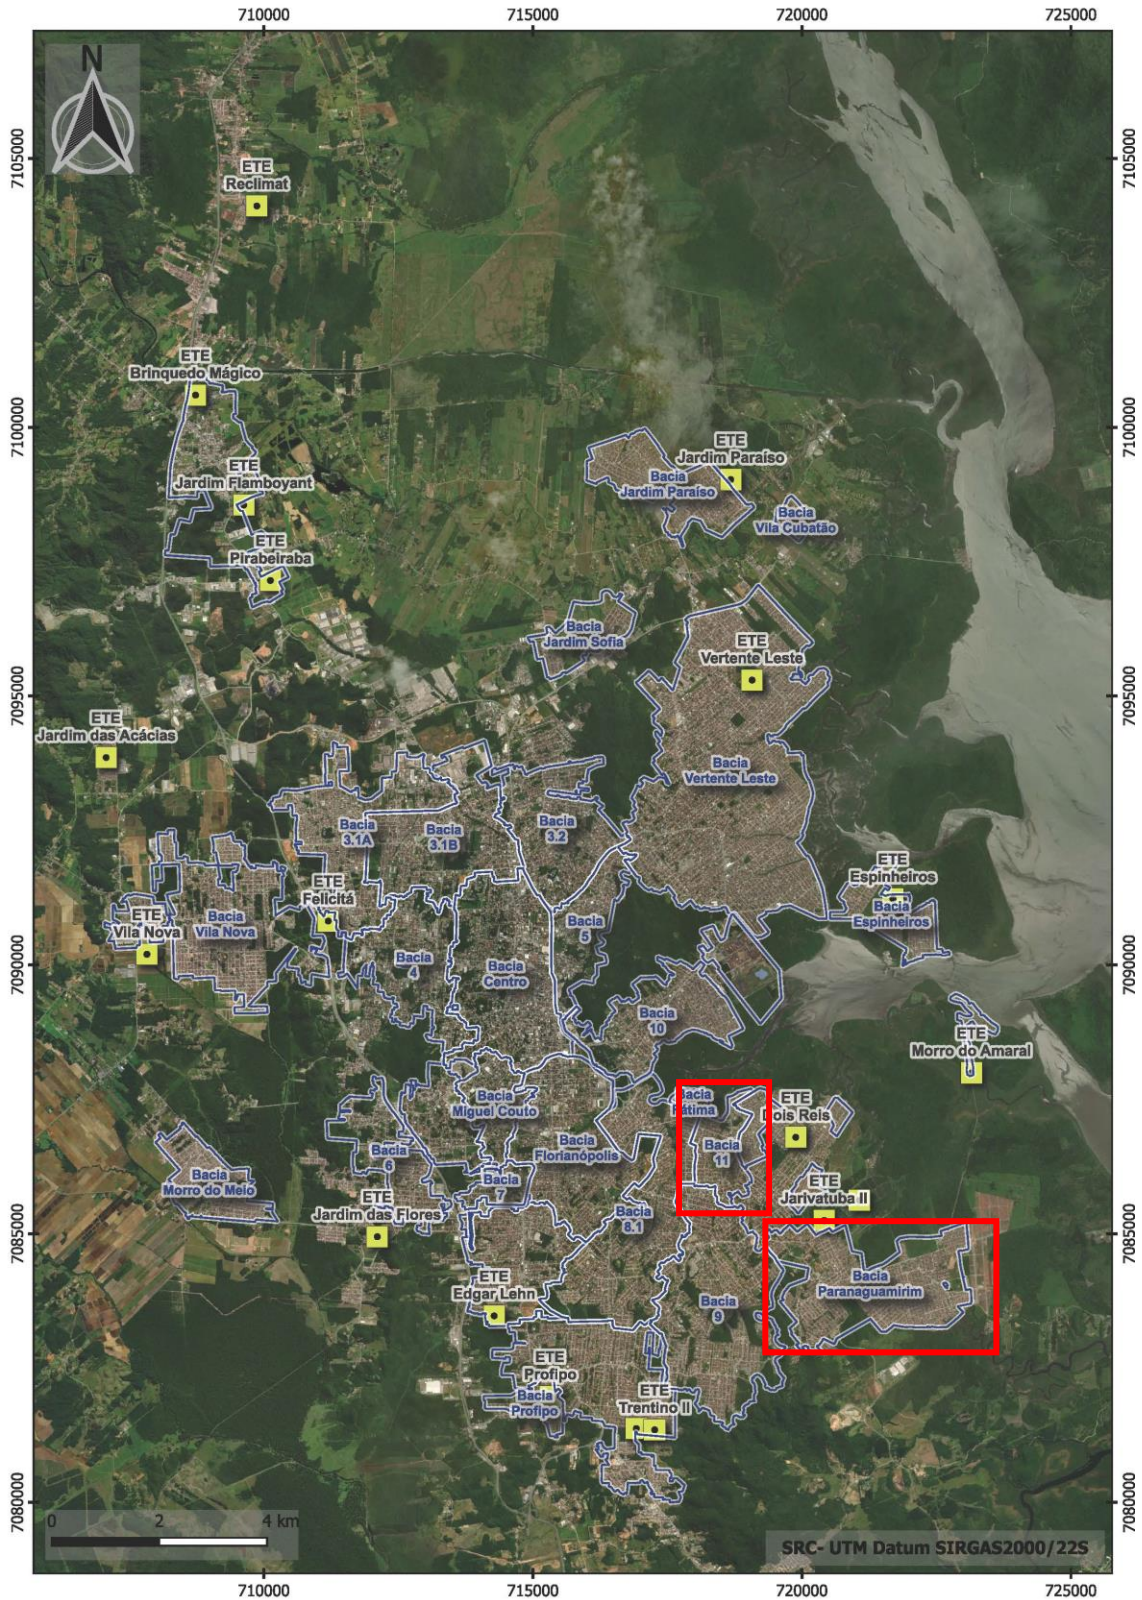 710000
715000
720000
725000
N
7105000
7105000
ETE
Reclimat
ETE
Brinquedo Mágico
7100000
7100000
ETE
Jardim Flamboyant
ETE
Pirabeiraba
ETE
Jardim Paraíso
Bacia
Jardim Paraíso
Bacia
Vila Cubatão
Bacia
Jardim Sofia
ETE
Vertente Leste
7095000
7095000
ETE
Jardim das Acácias
Bacia
Vertente Leste
Bacia
3.1A
Bacia
3.1B
Bacia
3.2
ETE
Felicitá
ETE
Espinheiros
Bacia
Espinheiros
ETE
Vila Nova
Bacia
Vila Nova
Bacia
5
Bacia
4
Bacia
Centro
7090000
7090000
Bacia
10
ETE
Morro do Amaral
Bacia
Miguel Couto
Bacia
Fátima
ETE
Dois Reis
Bacia
Florianópolis
Bacia
11
Bacia
6
Bacia
7
Bacia
Morro do Meio
ETE
Jardim das Flores
ETE
Jarivatuba II
Bacia
8.1
7085000
7085000
ETE
Edgar Lehn
Bacia
9
Bacia
Paranaguamirim
ETE
Profipo
Bacia
Profipo
ETE
Trentino II
7080000
7080000
0 2 4 km
SRC- UTM Datum SIRGAS2000/22S
710000
715000
720000
725000